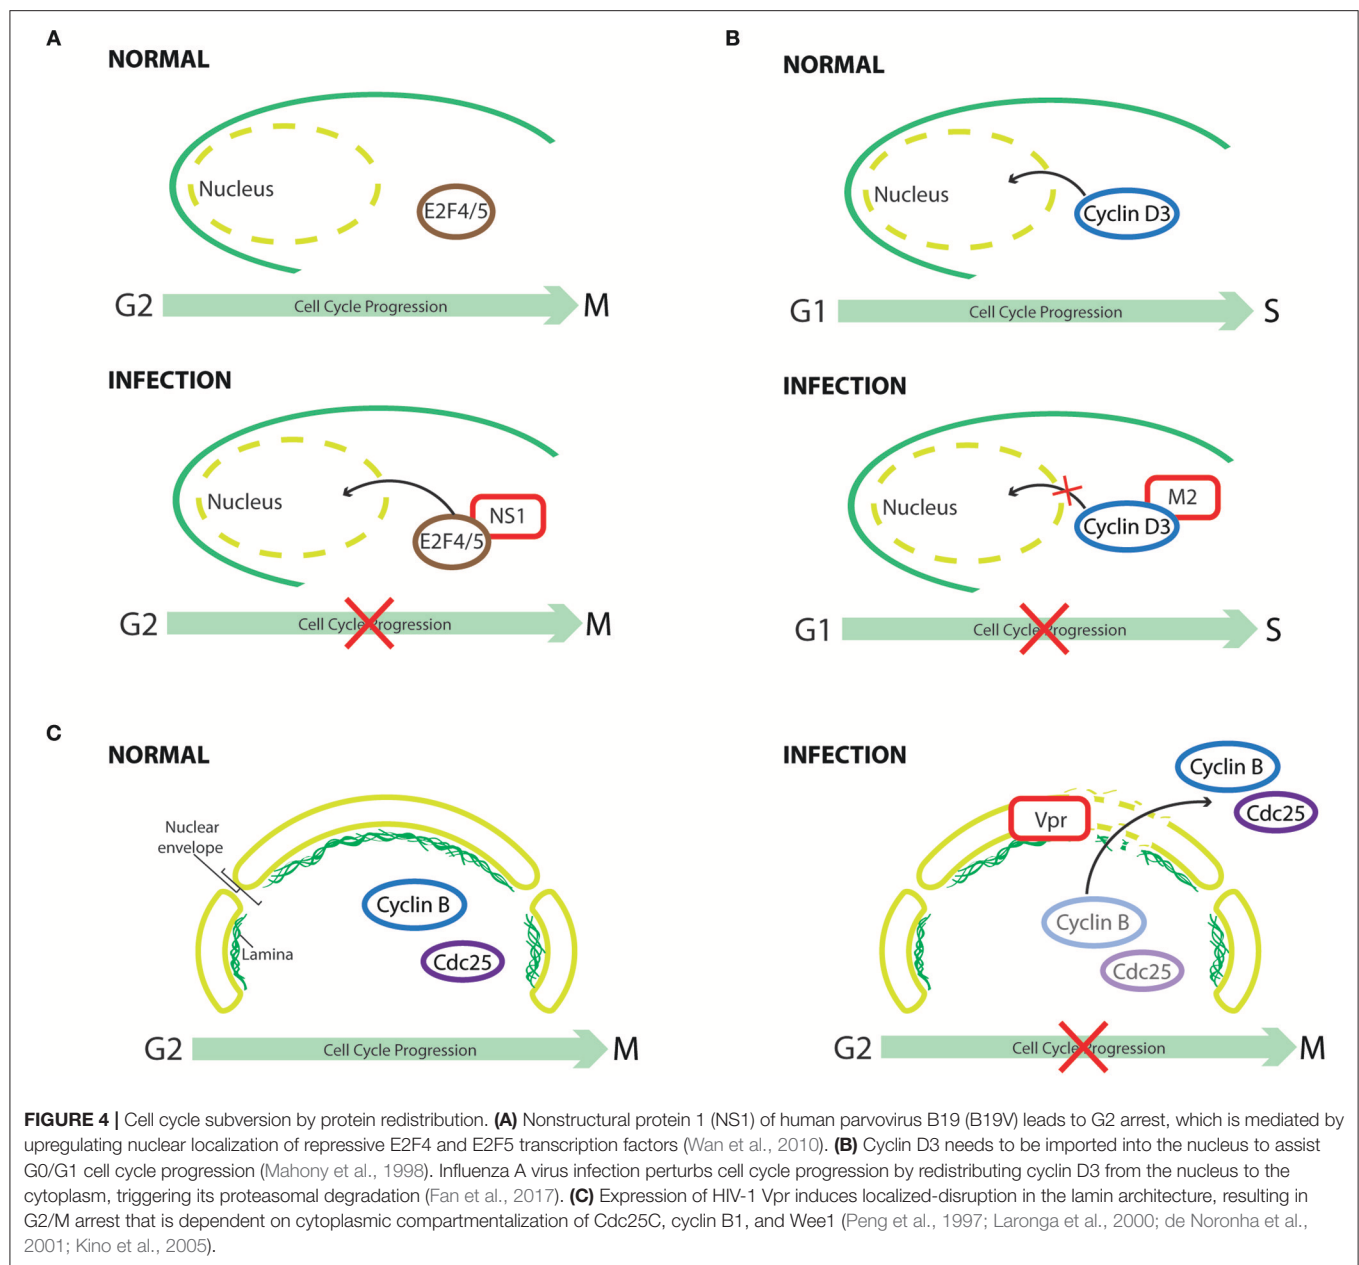 A
NORMAL
Nucleus
E2F4/5
G2
Cell Cycle Progression
M
INFECTION
Nucleus
NS1
E2F4/5
G2
Cell Cycle Progression
M
B
NORMAL
Nucleus
Cyclin D3
G1
Cell Cycle Progression
S
INFECTION
Nucleus
M2
Cyclin D3
G1
Cell Cycle Progression
S
C
NORMAL
Nuclear
envelope
Cyclin B
Lamina
Cdc25
G2
Cell Cycle Progression
M
INFECTION
Cyclin B
Cdc25
Vpr
Cyclin B
Cdc25
G2
Cell Cycle Progression
M
FIGURE 4 | Cell cycle subversion by protein redistribution. (A) Nonstructural protein 1 (NS1) of human parvovirus B19 (B19V) leads to G2 arrest, which is mediated by
upregulating nuclear localization of repressive E2F4 and E2F5 transcription factors (Wan et al., 2010). (B) Cyclin D3 needs to be imported into the nucleus to assist
G0/G1 cell cycle progression (Mahony et al., 1998). Influenza A virus infection perturbs cell cycle progression by redistributing cyclin D3 from the nucleus to the
cytoplasm, triggering its proteasomal degradation (Fan et al., 2017). (C) Expression of HIV-1 Vpr induces localized-disruption in the lamin architecture, resulting in
G2/M arrest that is dependent on cytoplasmic compartmentalization of Cdc25C, cyclin B1, and Wee1 (Peng et al., 1997; Laronga et al., 2000; de Noronha et al.,
2001; Kino et al., 2005).